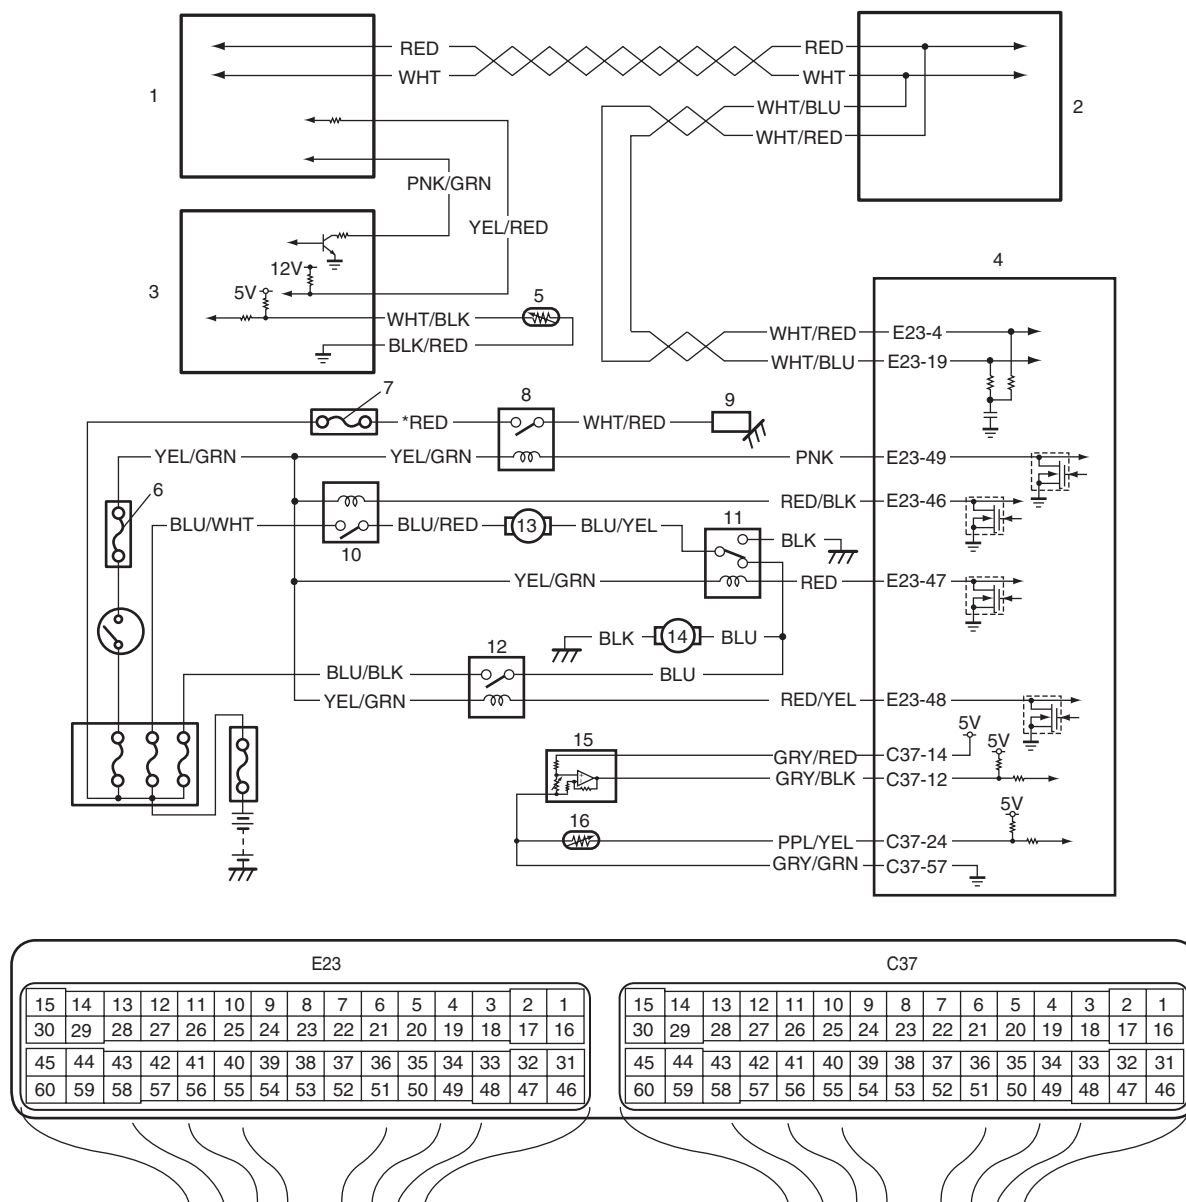 1
RED
RED
WHT
WHT
WHT/BLU
WHT/RED
2
PNK/GRN
YEL/RED
3
12V
5V
5
WHT/BLK
BLK/RED
4
WHT/RED
E23-4
WHT/BLU
E23-19
7
8
9
*RED
WHT/RED
YEL/GRN
YEL/GRN
PNK
E23-49
6
RED/BLK
E23-46
BLU/WHT
BLU/RED
13
BLU/YEL
11
BLK
10
YEL/GRN
RED
E23-47
BLK
14
BLU
12
BLU/BLK
BLU
YEL/GRN
RED/YEL
E23-48
5V
5V
15
GRY/RED
C37-14
GRY/BLK
C37-12
5V
16
PPL/YEL
C37-24
GRY/GRN
C37-57
E23
15 14 13 12 11 10 9 8 7 6 5 4 3 2 1
30 29 28 27 26 25 24 23 22 21 20 19 18 17 16
45 44 43 42 41 40 39 38 37 36 35 34 33 32 31
60 59 58 57 56 55 54 53 52 51 50 49 48 47 46
C37
15 14 13 12 11 10 9 8 7 6 5 4 3 2 1
30 29 28 27 26 25 24 23 22 21 20 19 18 17 16
45 44 43 42 41 40 39 38 37 36 35 34 33 32 31
60 59 58 57 56 55 54 53 52 51 50 49 48 47 46